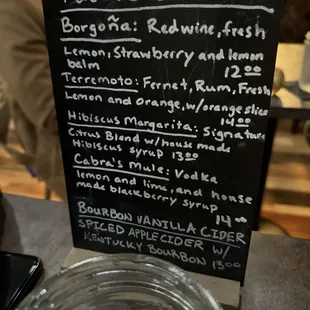 Borgoña: Red wine, fresh
Lemon, Strawberry and lemon
balm 12.00
Terremoto: Fernet, Rum, Fresh
Lemon and orange, w/orange slice
14.00
Hibiscus Margarita: Signature
Citrus Blend w/house made
Hibiscus syrup 13.00
Cabra's Mule: Vodka
lemon and lime, and house
made blackberry syrup
14.00
BOURBON VANILLA CIDER
SPICED APPLE CIDER W/
KENTUCKY BOURBON 13.00